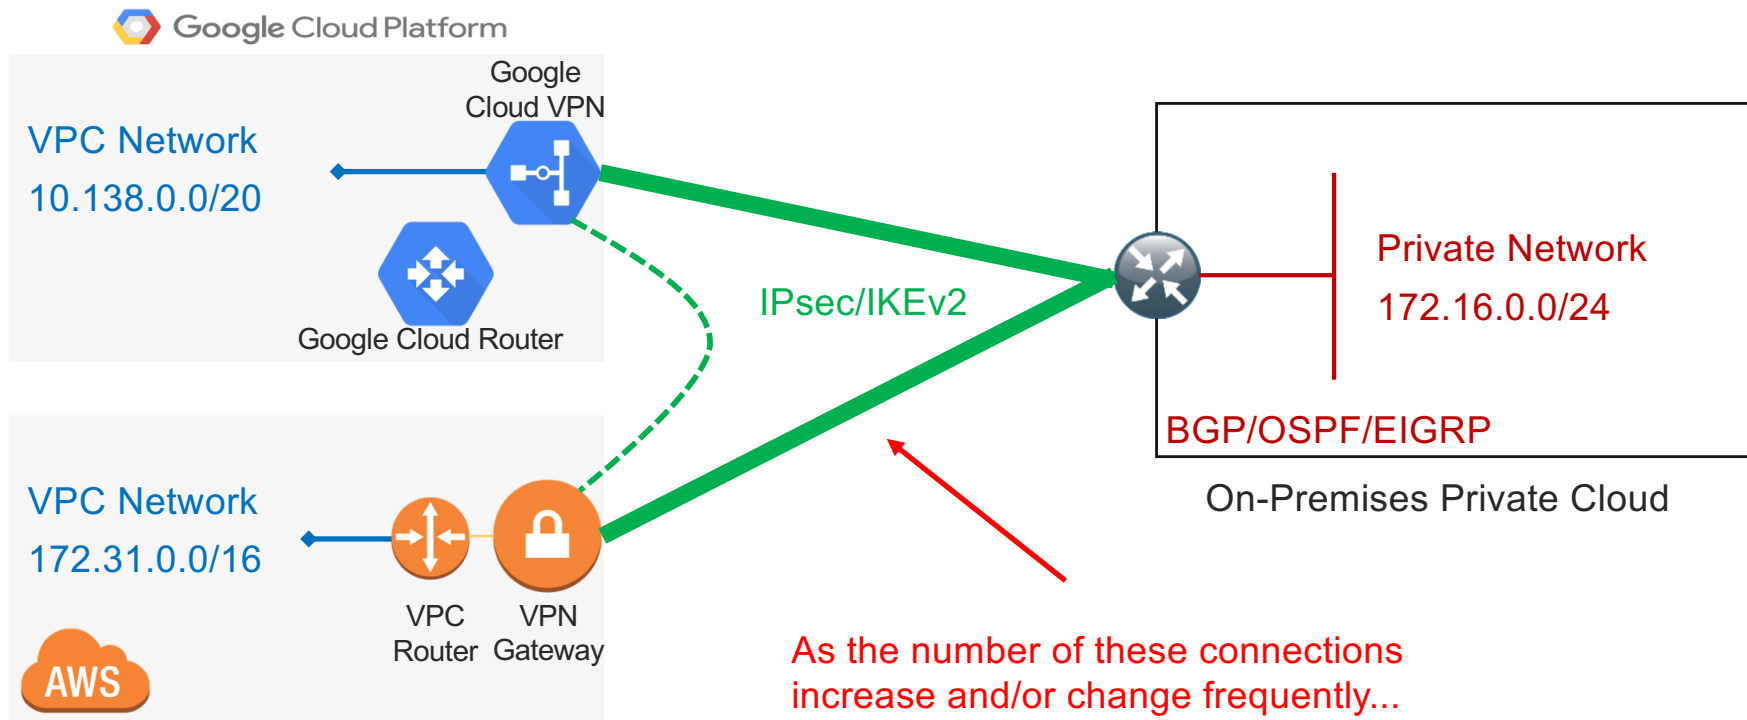 Google Cloud Platform
Google
Cloud VPN
VPC Network
10.138.0.0/20
Google Cloud Router
IPsec/IKEv2
Private Network
172.16.0.0/24
BGP/OSPF/EIGRP
On-Premises Private Cloud
VPC Network
172.31.0.0/16
VPC
Router
VPN
Gateway
AWS
As the number of these connections
increase and/or change frequently...